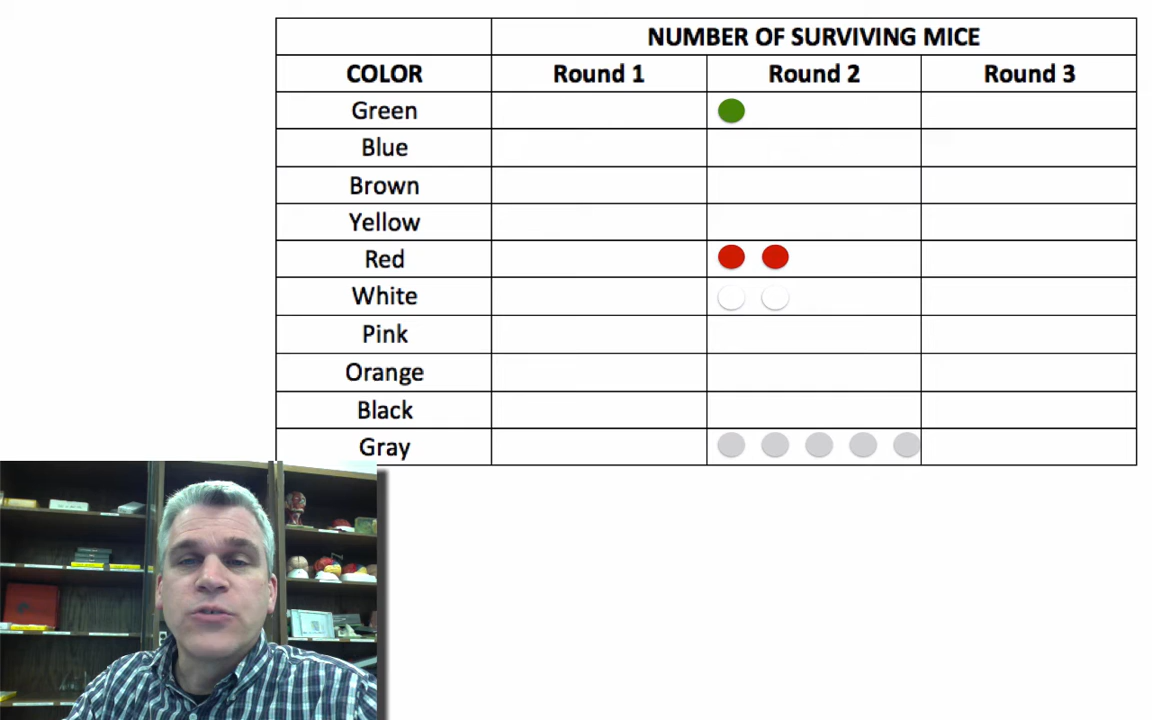 NUMBER OF SURVIVING MICE
COLOR Round 1 Round 2 Round 3
Green
Blue
Brown
Yellow
Red
White
Pink
Orange
Black
Gray